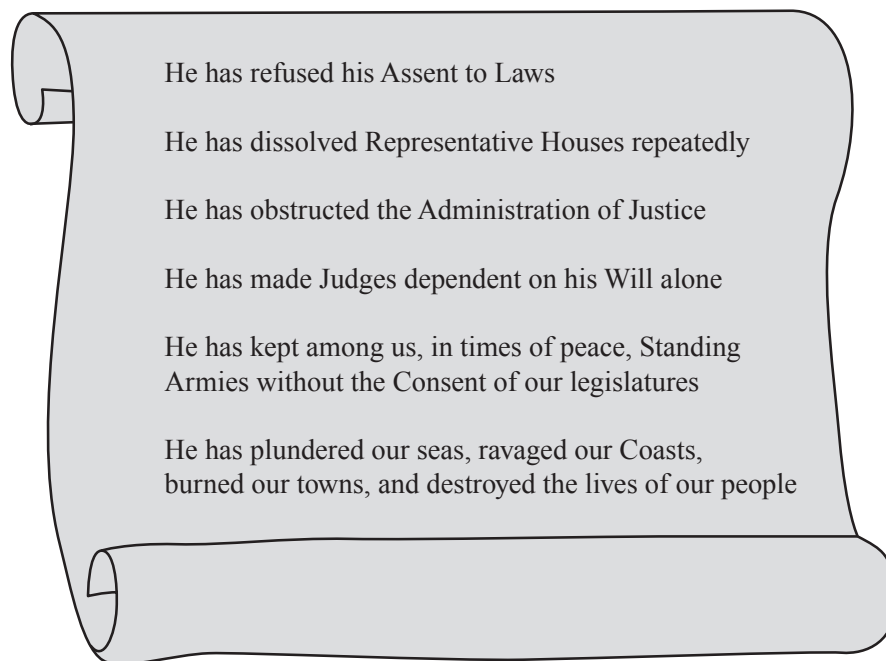 He has refused his Assent to Laws
He has dissolved Representative Houses repeatedly
He has obstructed the Administration of Justice
He has made Judges dependent on his Will alone
He has kept among us, in times of peace, Standing
Armies without the Consent of our legislatures
He has plundered our seas, ravaged our Coasts,
burned our towns, and destroyed the lives of our people